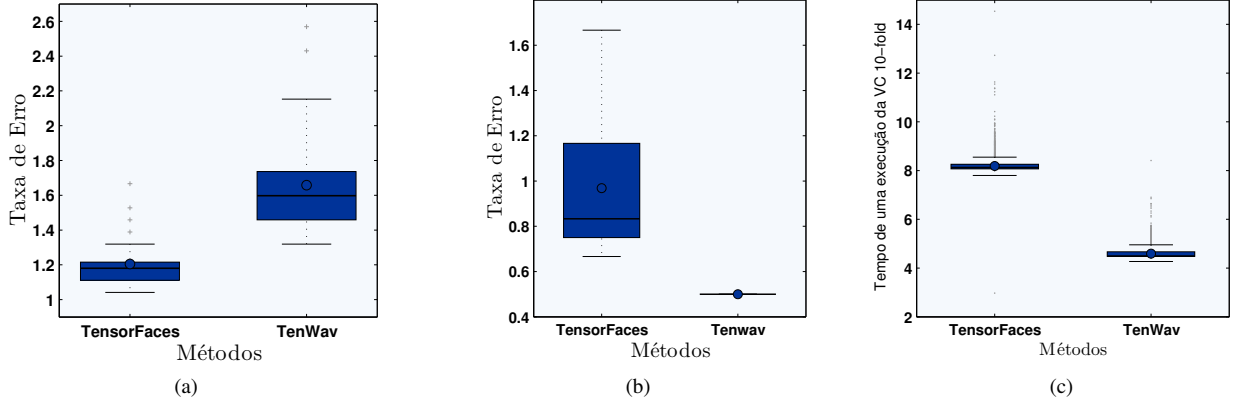 2.6
2.4
2.2
2
1.8
1.6
1.4
1.2
1
Taxa de Erro
TensorFaces TenWav
Métodos
(a)
1.6
1.4
1.2
1
0.8
0.6
0.4
Taxa de Erro
TensorFaces Tenwav
Métodos
(b)
14
12
10
8
6
4
2
Tempo de uma execução da VC 10-fold
TensorFaces TenWav
Métodos
(c)